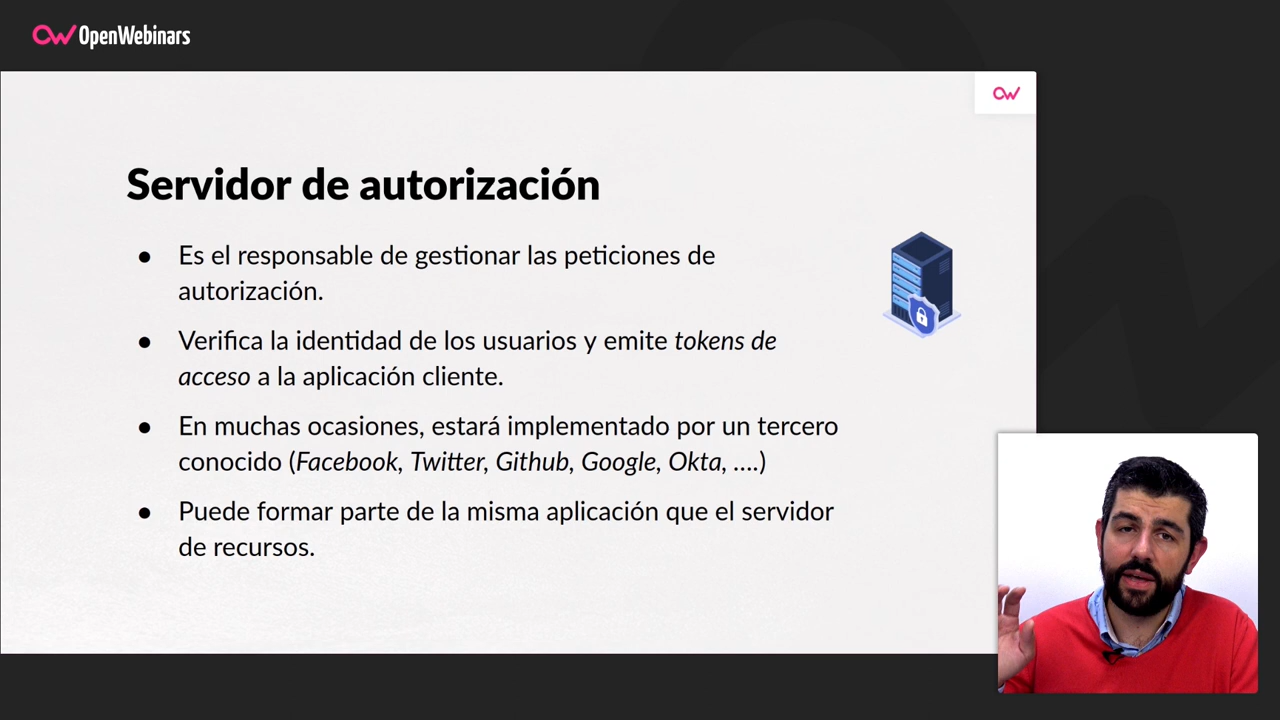 OpenWebinars
Servidor de autorización
● Es el responsable de gestionar las peticiones de
autorización.
● Verifica la identidad de los usuarios y emite tokens de
acceso a la aplicación cliente.
● En muchas ocasiones, estará implementado por un tercero
conocido (Facebook, Twitter, Github, Google, Okta, ....)
● Puede formar parte de la misma aplicación que el servidor
de recursos.